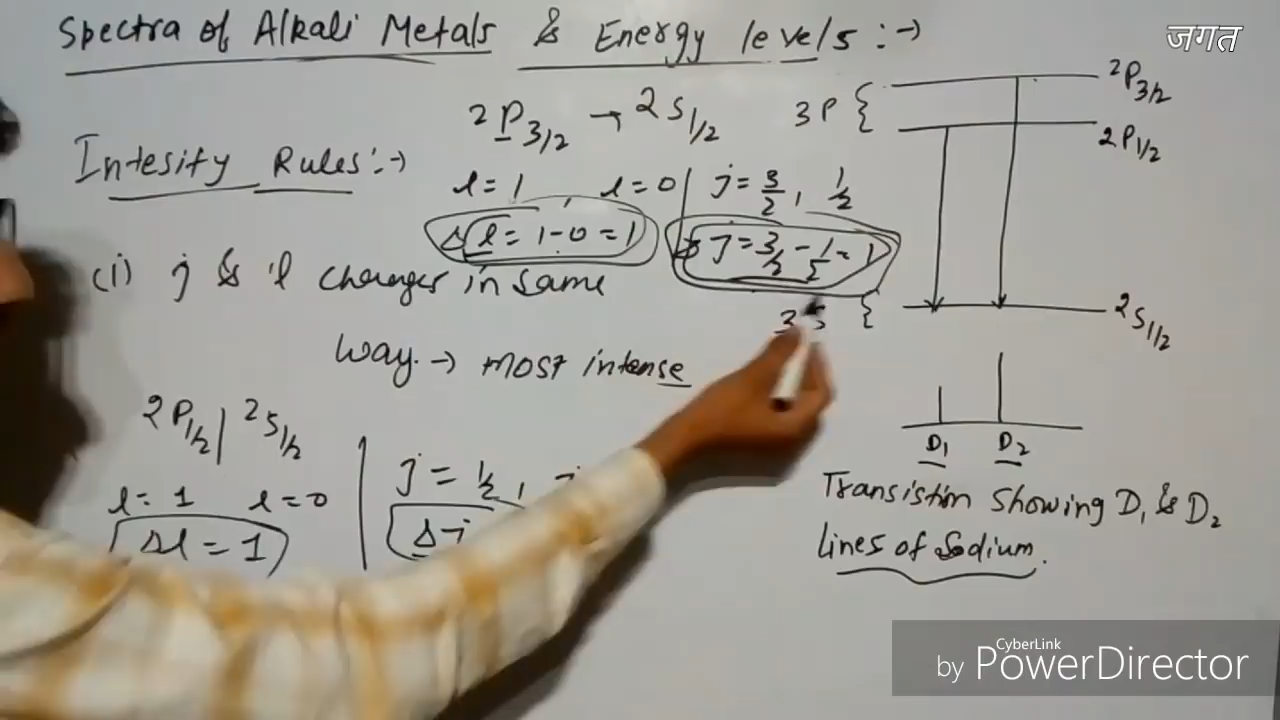 Spectra of Alkali Metals & Energy levels :→
जगत
Intesity Rules :→
2P3/2 → 2S1/2
l = 1 l = 0 | j = 3/2, 1/2
Δl = 1-0 = 1
j = 3/2 - 1/2 = 1
(i) j & 'l changes in same
way. → most intense
2P1/2 | 2S1/2
l = 1 l = 0 | j = 1/2,
Δl = 1
Δj
3P { 2P3/2
2P1/2
{ 2S1/2
D1 D2
Transistion Showing D1 & D2
lines of Sodium.
CyberLink
by PowerDirector